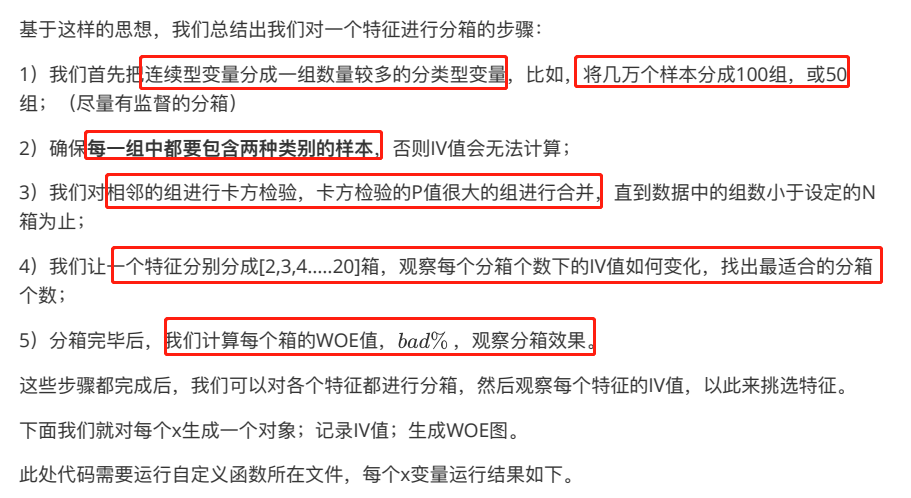 基于这样的思想，我们总结出我们对一个特征进行分箱的步骤：
1）我们首先把连续型变量分成一组数量较多的分类型变量，比如，将几万个样本分成100组，或50
组；（尽量有监督的分箱）
2）确保每一组中都要包含两种类别的样本，否则IV值会无法计算；
3）我们对相邻的组进行卡方检验，卡方检验的P值很大的组进行合并，直到数据中的组数小于设定的N
箱为止；
4）我们让一个特征分别分成[2,3,4.....20]箱，观察每个分箱个数下的IV值如何变化，找出最适合的分箱
个数；
5）分箱完毕后，我们计算每个箱的WOE值，bad%，观察分箱效果。
这些步骤都完成后，我们可以对各个特征都进行分箱，然后观察每个特征的IV值，以此来挑选特征。
下面我们就对每个x生成一个对象；记录IV值；生成WOE图。
此处代码需要运行自定义函数所在文件，每个x变量运行结果如下。